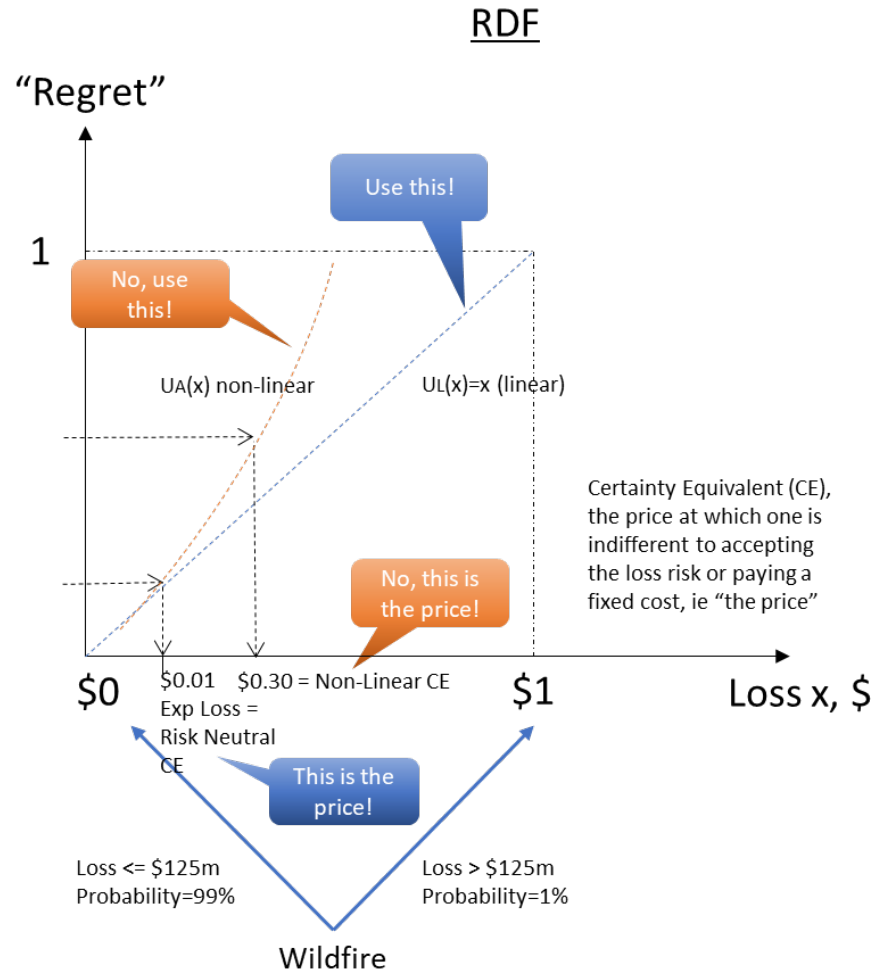 RDF
“Regret”
Use this!
1
No, use
this!
UA(x) non-linear
UL(x)=x (linear)
Certainty Equivalent (CE),
the price at which one is
indifferent to accepting
the loss risk or paying a
fixed cost, ie “the price”
No, this is
the price!
$0
$0.01
Exp Loss =
Risk Neutral
CE
$0.30 = Non-Linear CE
$1
Loss x, $
This is the
price!
Loss <= $125m
Probability=99%
Loss > $125m
Probability=1%
Wildfire